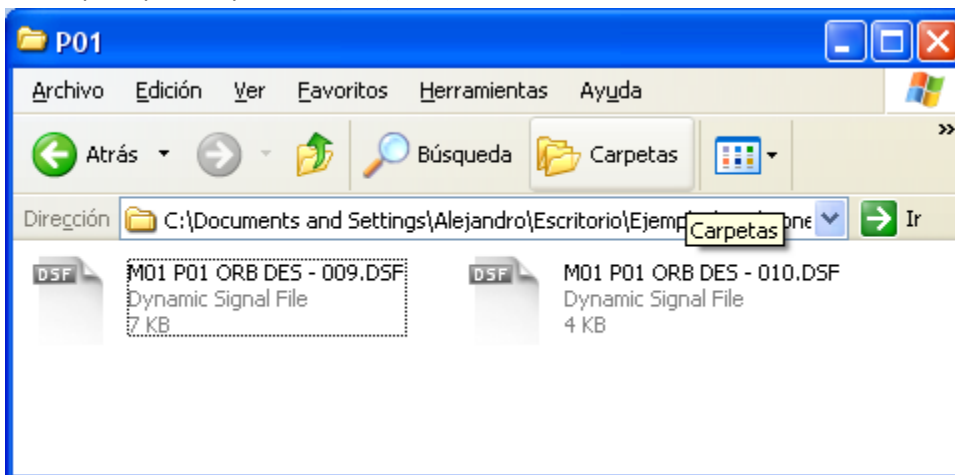 P01
Archivo Edición Ver Favoritos Herramientas Ayuda
Atrás Búsqueda Carpetas »
Dirección C:\Documents and Settings\Alejandro\Escritorio\ Ir
Carpetas
DSF M01 P01 ORB DES - 009.DSF DSF M01 P01 ORB DES - 010.DSF
Dynamic Signal File Dynamic Signal File
7 KB 4 KB